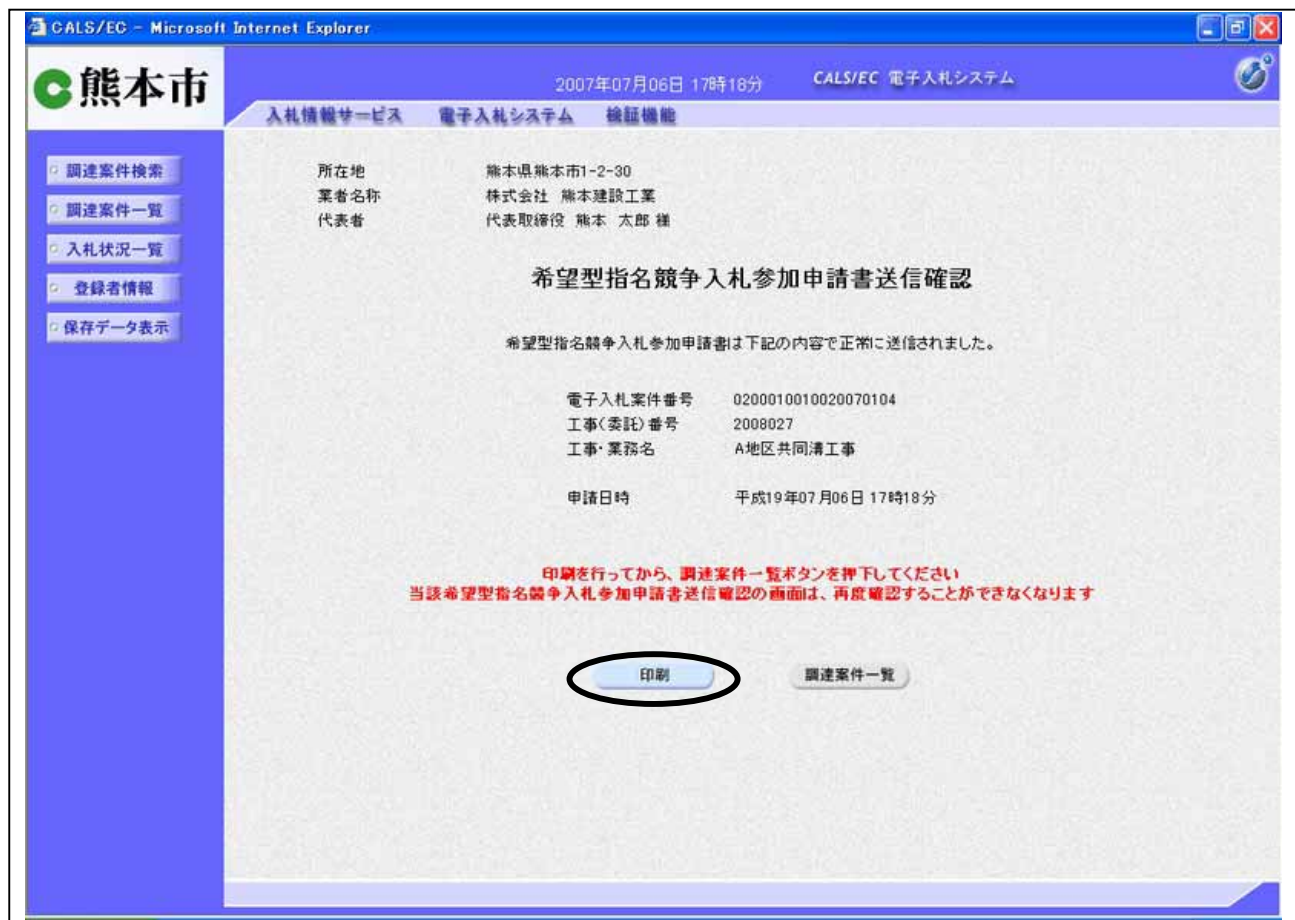 CALS/EC - Microsoft Internet Explorer
熊本市
2007年07月06日 17時18分
CALS/EC 電子入札システム
入札情報サービス 電子入札システム 検証機能
調達案件検索
調達案件一覧
入札状況一覧
登録者情報
保存データ表示
所在地 熊本県熊本市1-2-30
業者名称 株式会社 熊本建設工業
代表者 代表取締役 熊本 太郎 様
希望型指名競争入札参加申請書送信確認
希望型指名競争入札参加申請書は下記の内容で正常に送信されました。
電子入札案件番号 0200010010020070104
工事(委託)番号 2008027
工事・業務名 A地区共同溝工事
申請日時 平成19年07月06日 17時18分
印刷を行ってから、調達案件一覧ボタンを押下してください
当該希望型指名競争入札参加申請書送信確認の画面は、再度確認することができなくなります
印刷
調達案件一覧